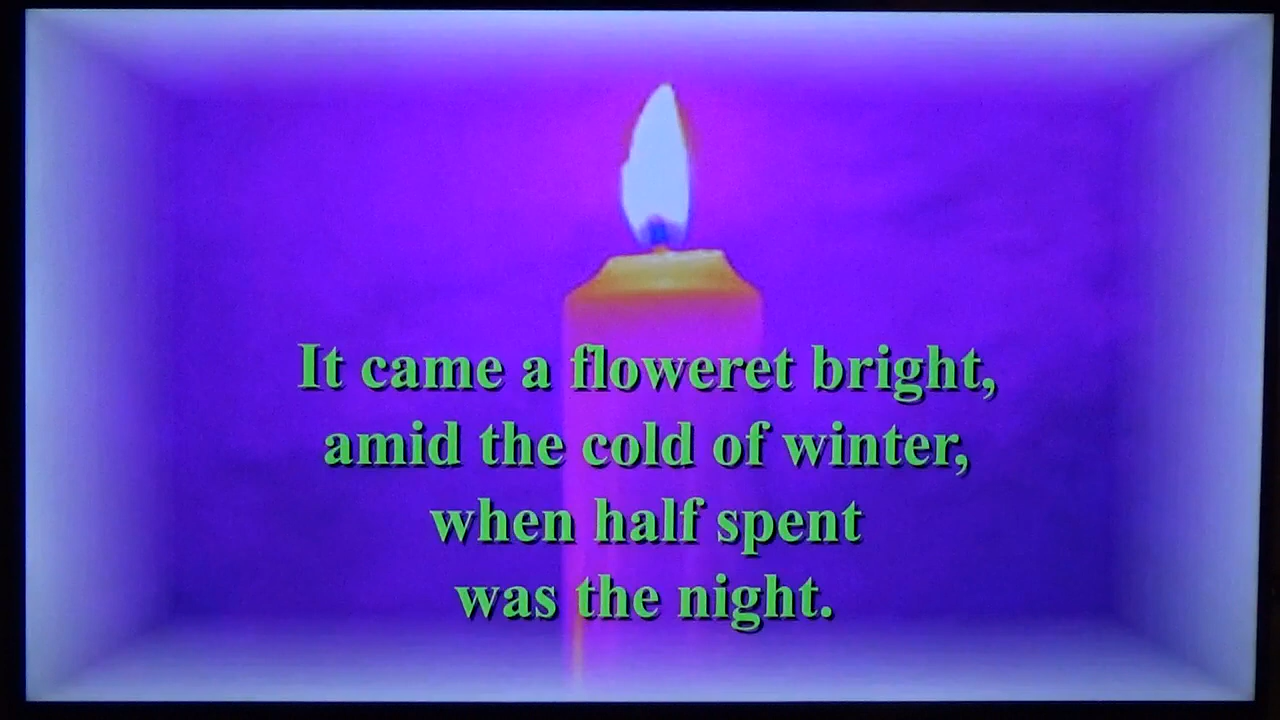 It came a floweret bright,
amid the cold of winter,
when half spent
was the night.